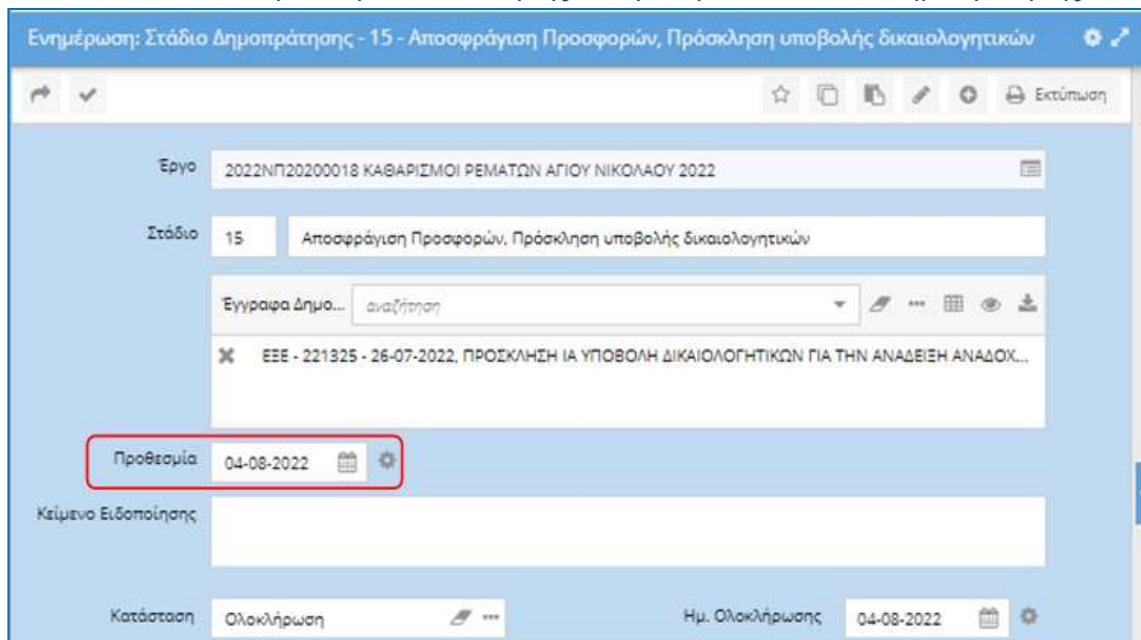 Ενημέρωση: Στάδιο Δημοπράτησης - 15 - Αποσφράγιση Προσφορών, Πρόσκληση υποβολής δικαιολογητικών
Εκτύπωση
Έργο 2022ΝΠ20200018 ΚΑΘΑΡΙΣΜΟΙ ΡΕΜΑΤΩΝ ΑΓΙΟΥ ΝΙΚΟΛΑΟΥ 2022
Στάδιο 15 Αποσφράγιση Προσφορών, Πρόσκληση υποβολής δικαιολογητικών
Έγγραφα Δημο... αναζήτηση
ΕΞΕ - 221325 - 26-07-2022, ΠΡΟΣΚΛΗΣΗ ΙΑ ΥΠΟΒΟΛΗ ΔΙΚΑΙΟΛΟΓΗΤΙΚΩΝ ΓΙΑ ΤΗΝ ΑΝΑΔΕΙΞΗ ΑΝΑΔΟΧ...
Προθεσμία 04-08-2022
Κείμενο Ειδοποίησης
Κατάσταση Ολοκλήρωση Ημ. Ολοκλήρωσης 04-08-2022